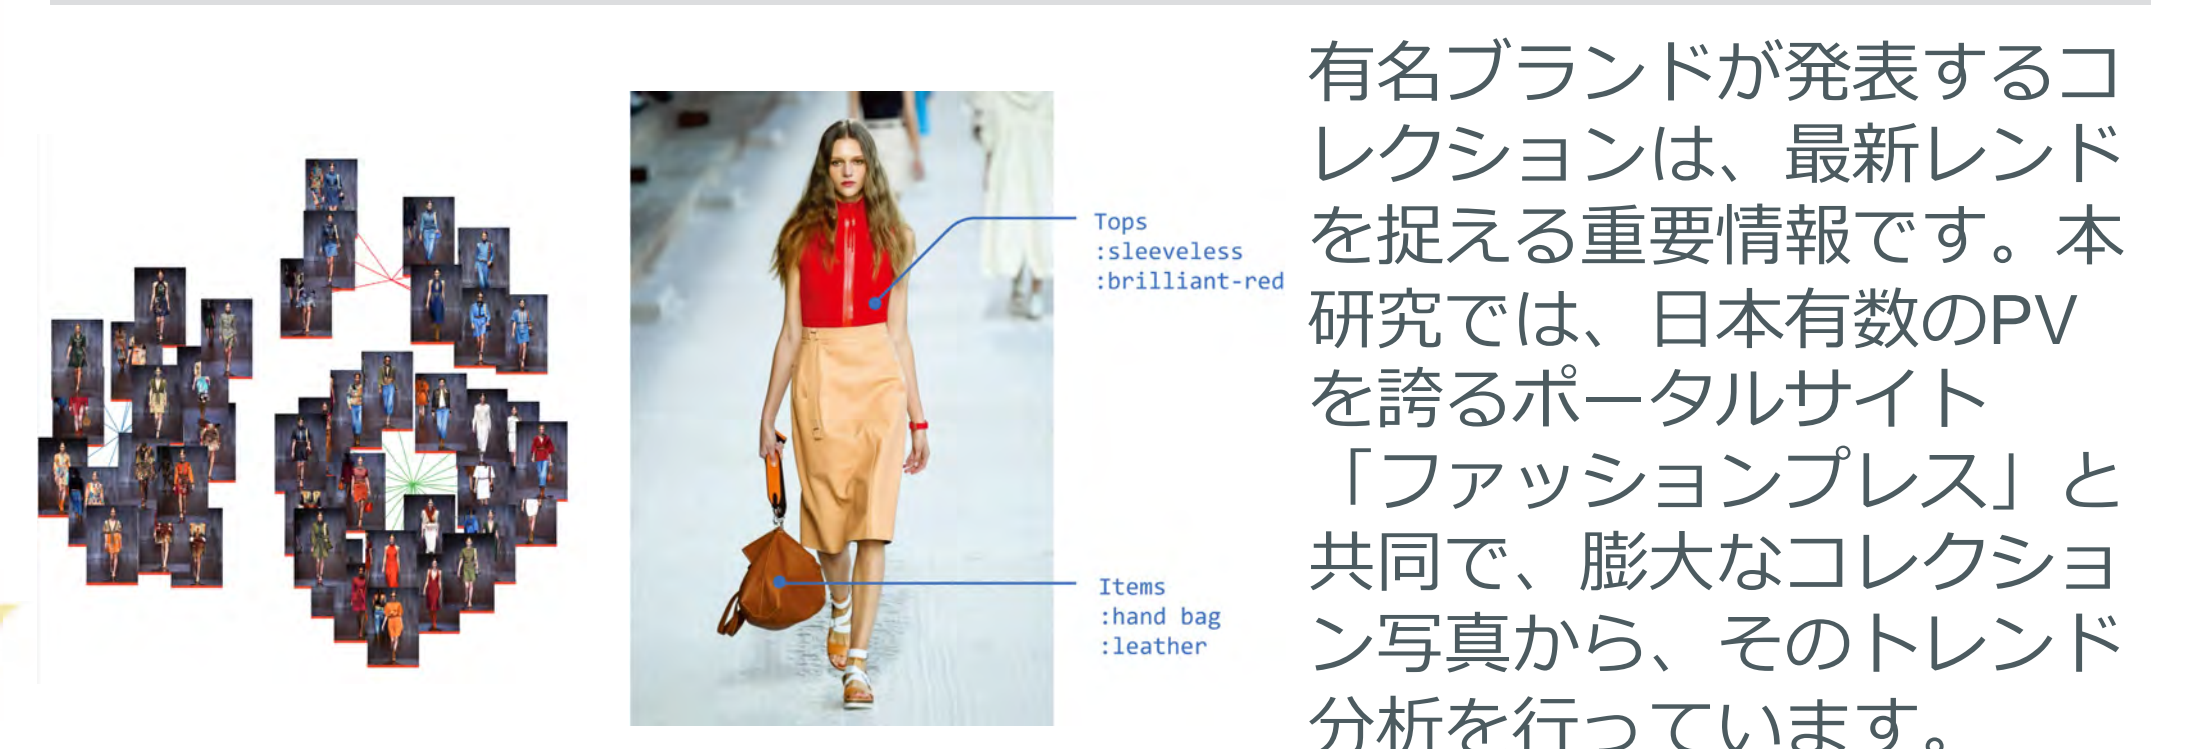 Tops
:sleeveless
:brilliant-red
Items
:hand bag
:leather
有名ブランドが発表するコ
レクションは、最新レンド
を捉える重要情報です。本
研究では、日本有数のPV
を誇るポータルサイト
「ファッションプレス」と
共同で、膨大なコレクショ
ン写真から、そのトレンド
分析を行っています。